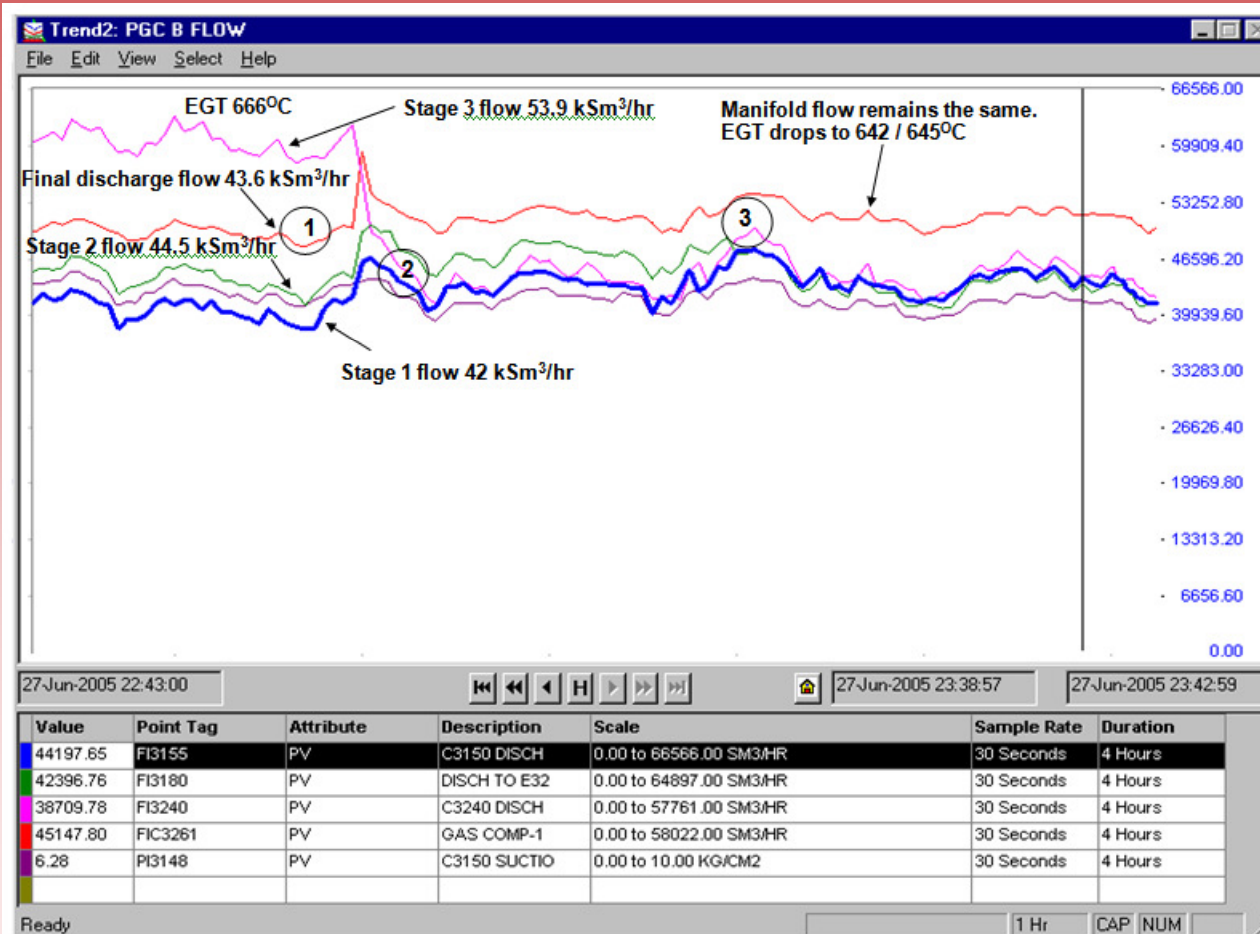 Trend2: PGC B FLOW
File Edit View Select Help
EGT 666⁰C
Stage 3 flow 53.9 kSm³/hr
Manifold flow remains the same.
EGT drops to 642 / 645⁰C
Final discharge flow 43.6 kSm³/hr
Stage 2 flow 44.5 kSm³/hr
1
2
3
Stage 1 flow 42 kSm³/hr
66566.00
59909.40
53252.80
46596.20
39939.60
33283.00
26626.40
19969.80
13313.20
6656.60
0.00
27-Jun-2005 22:43:00 H 27-Jun-2005 23:38:57 27-Jun-2005 23:42:59
Value Point Tag Attribute Description Scale Sample Rate Duration
44197.65 FI3155 PV C3150 DISCH 0.00 to 66566.00 SM3/HR 30 Seconds 4 Hours
42396.76 FI3180 PV DISCH TO E32 0.00 to 64897.00 SM3/HR 30 Seconds 4 Hours
38709.78 FI3240 PV C3240 DISCH 0.00 to 57761.00 SM3/HR 30 Seconds 4 Hours
45147.80 FIC3261 PV GAS COMP-1 0.00 to 58022.00 SM3/HR 30 Seconds 4 Hours
6.28 PI3148 PV C3150 SUCTIO 0.00 to 10.00 KG/CM2 30 Seconds 4 Hours
Ready 1 Hr CAP NUM